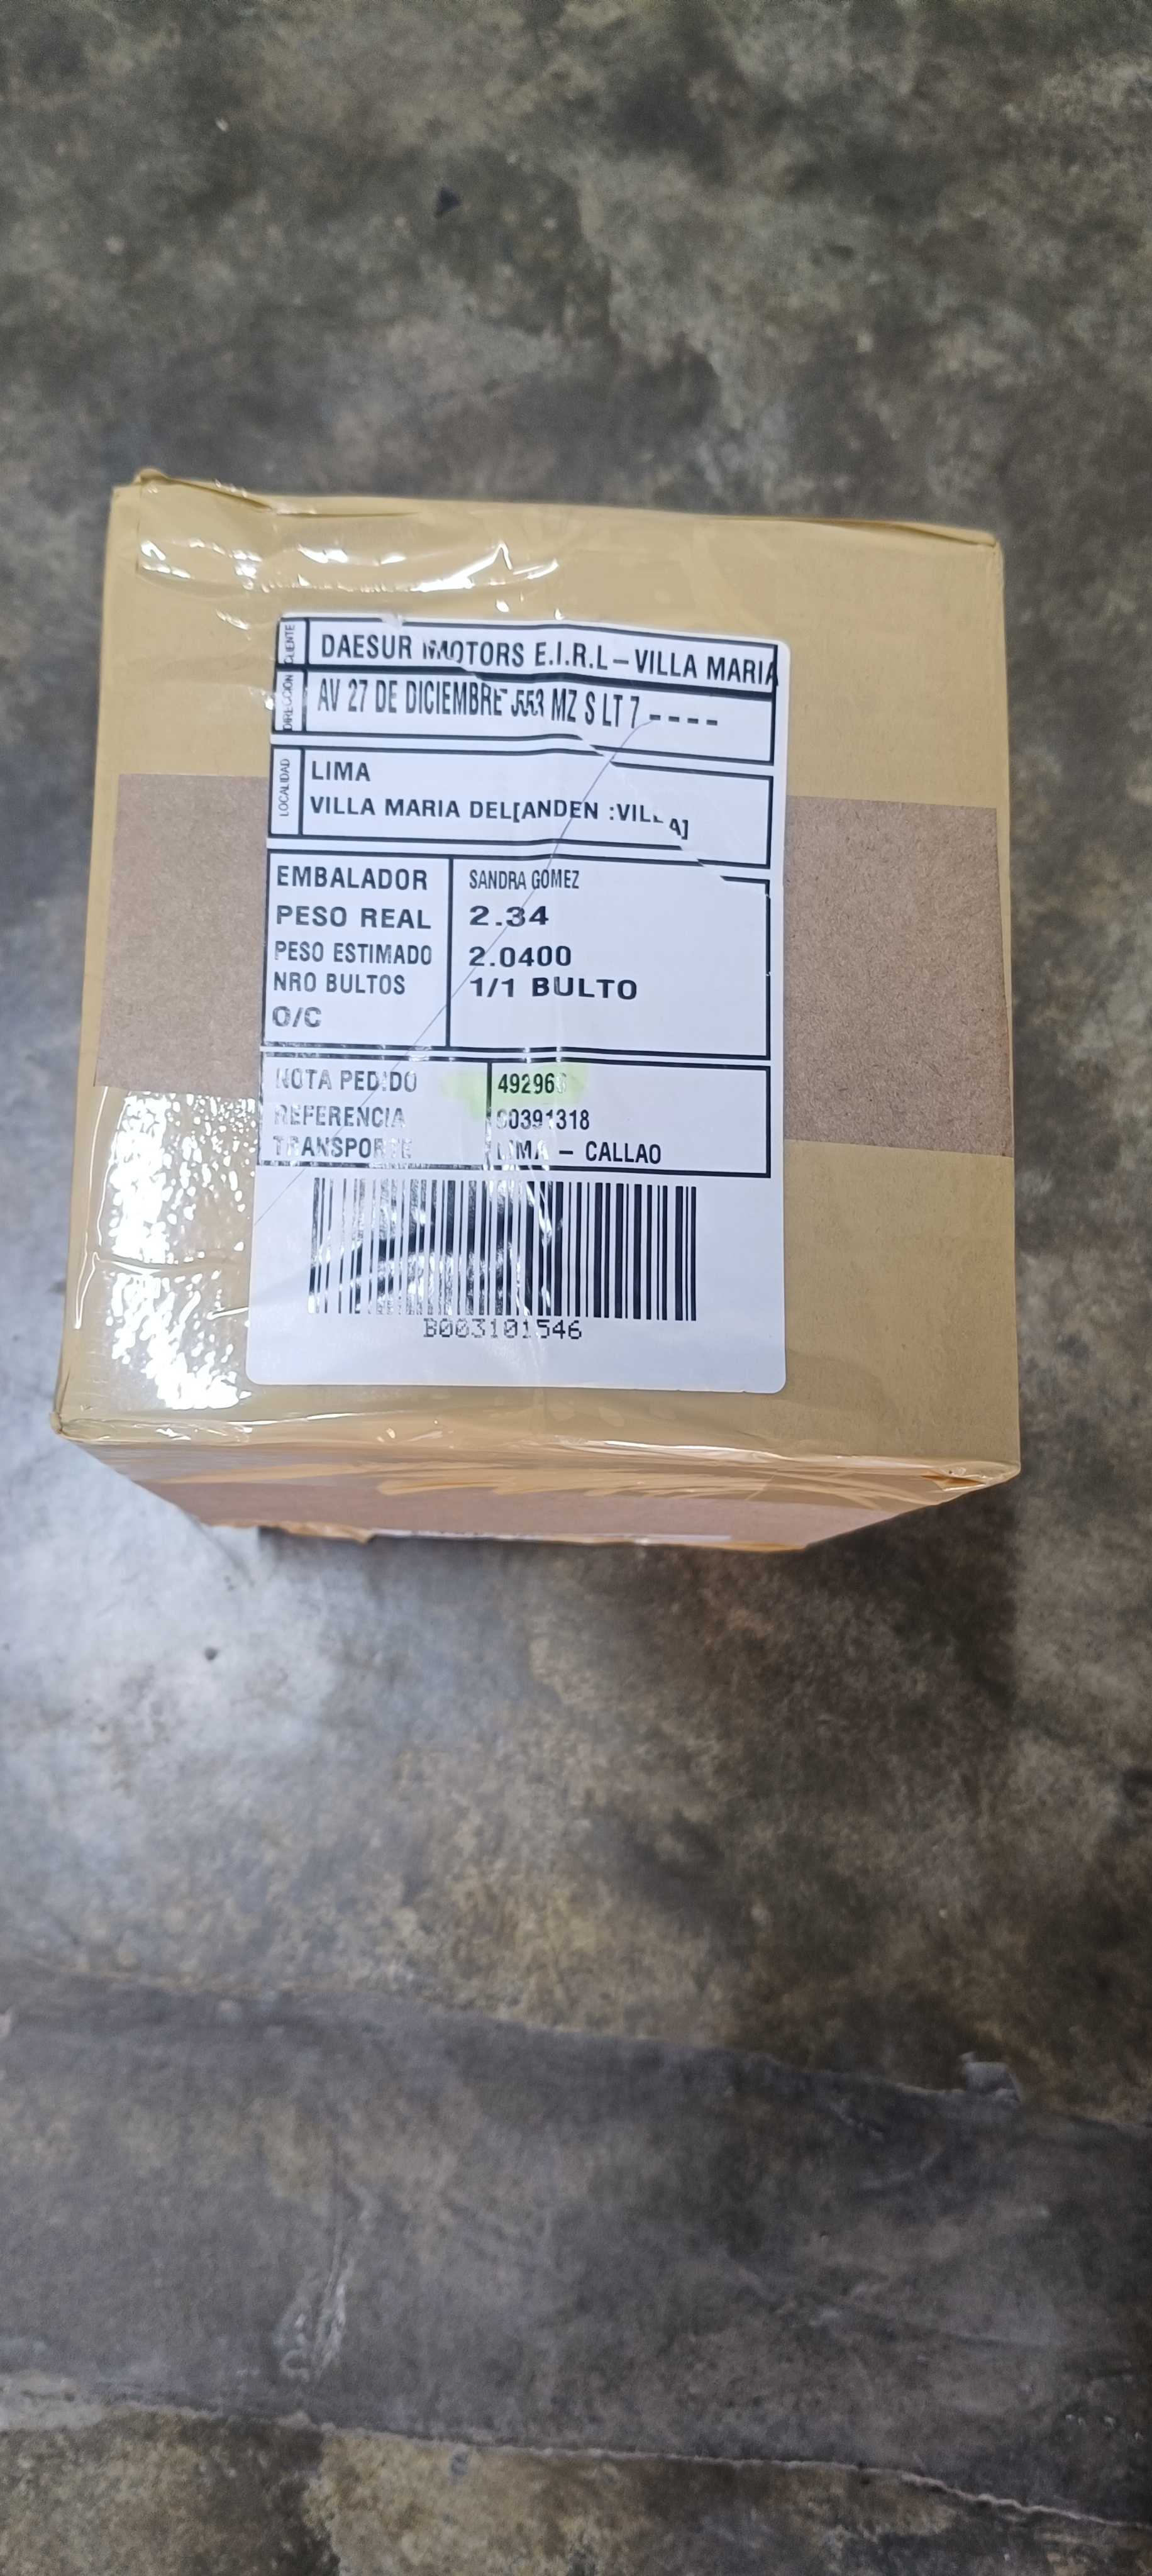 CLIENTE
DAESUR MOTORS E.I.R.L - VILLA MARIA
DIRECCIÓN
AV 27 DE DICIEMBRE 553 MZ S LT 7 - - - -
LOCALIDAD
LIMA
VILLA MARIA DEL[ANDEN :VILLA]
EMBALADOR SANDRA GOMEZ
PESO REAL 2.34
PESO ESTIMADO 2.0400
NRO BULTOS 1/1 BULTO
O/C
NOTA PEDIDO
REFERENCIA
TRANSPORTE LIMA - CALLAO
B003101546